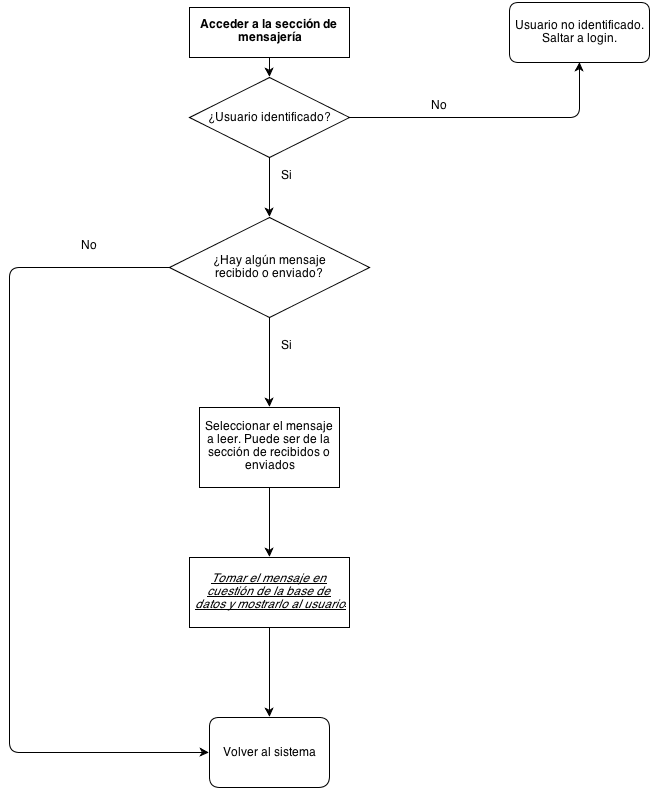 Acceder a la sección de
mensajería
Usuario no identificado.
Saltar a login.
¿Usuario identificado?
No
Si
¿Hay algún mensaje
recibido o enviado?
No
Si
Seleccionar el mensaje
a leer. Puede ser de la
sección de recibidos o
enviados
Tomar el mensaje en
cuestión de la base de
datos y mostrarlo al usuario
Volver al sistema